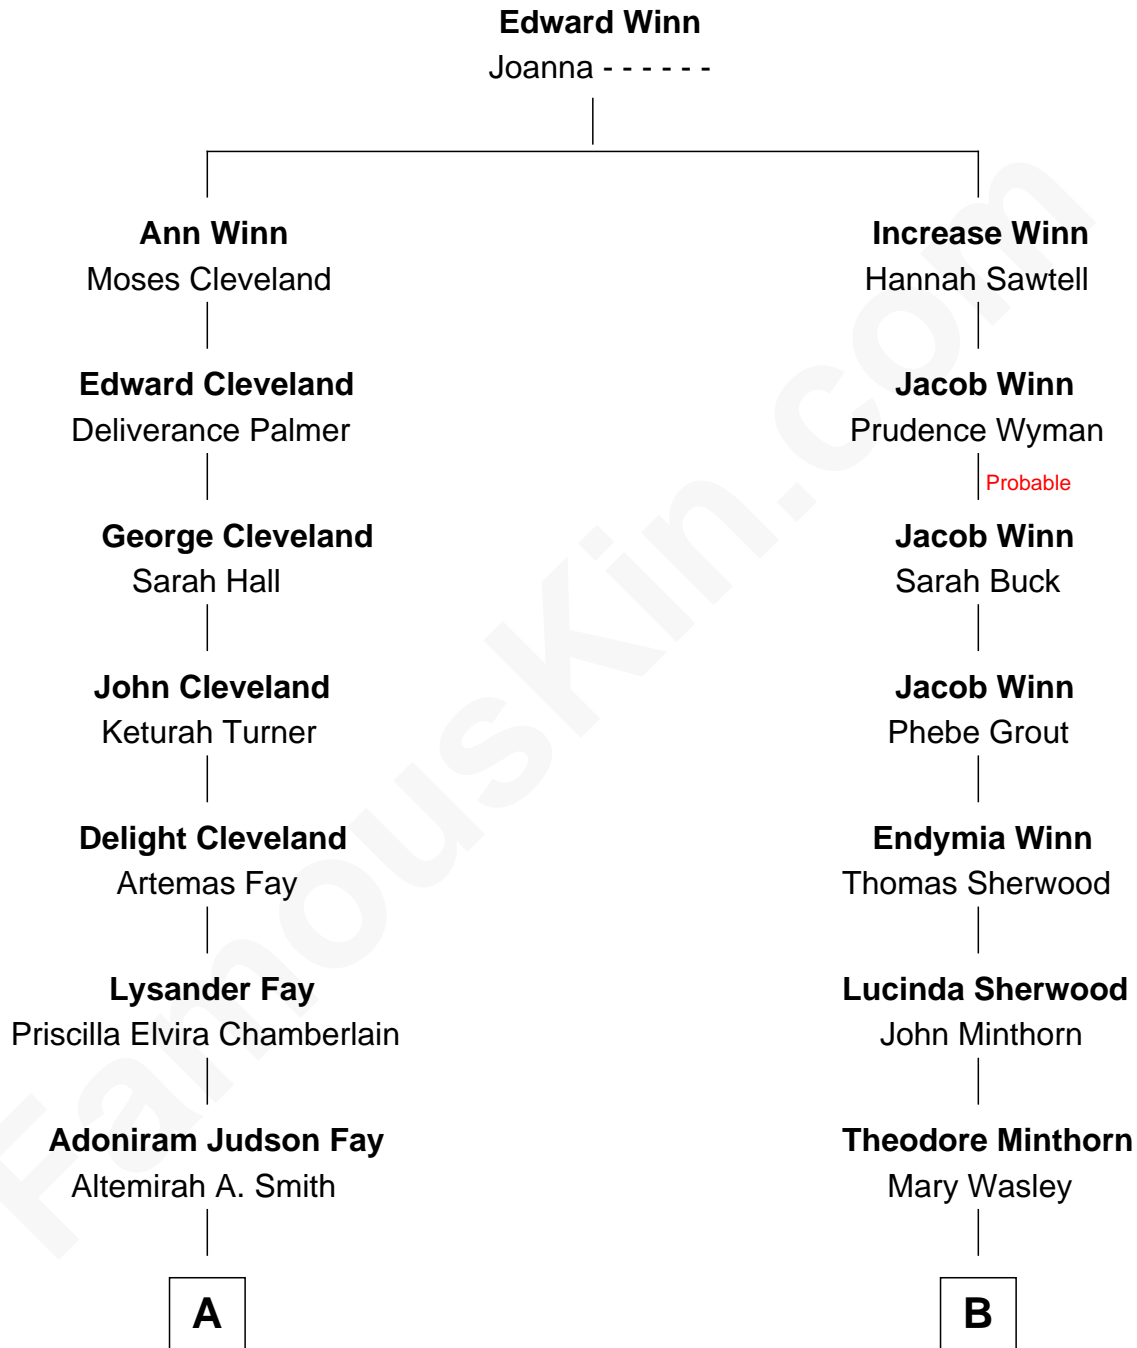 Edward Winn
Joanna - - - - - -
Ann Winn
Moses Cleveland
Increase Winn
Hannah Sawtell
Edward Cleveland
Deliverance Palmer
Jacob Winn
Prudence Wyman
Probable
George Cleveland
Sarah Hall
Jacob Winn
Sarah Buck
John Cleveland
Keturah Turner
Jacob Winn
Phebe Grout
Delight Cleveland
Artemas Fay
Endymia Winn
Thomas Sherwood
Lysander Fay
Priscilla Elvira Chamberlain
Lucinda Sherwood
John Minthorn
Adoniram Judson Fay
Altemirah A. Smith
Theodore Minthorn
Mary Wasley
A
B
FamousKin.com